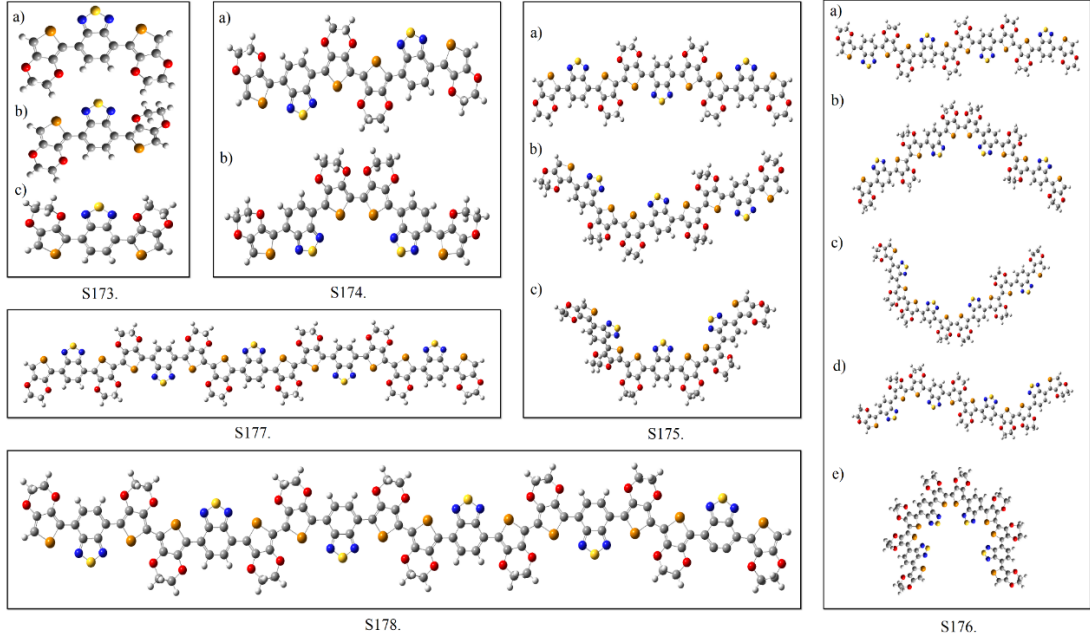 a)
b)
c)
S173.
a)
b)
S174.
S177.
a)
b)
c)
S175.
S178.
a)
b)
c)
d)
e)
S176.